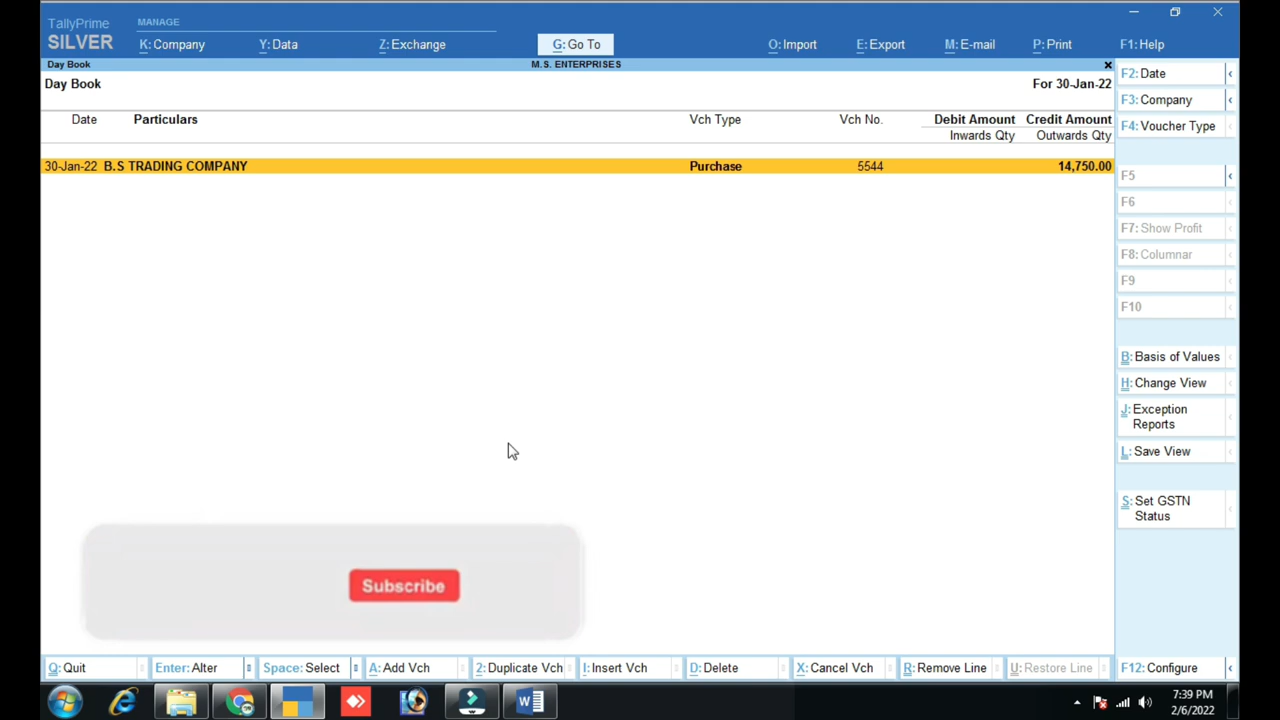 TallyPrime
SILVER
MANAGE
K: Company
Y: Data
Z: Exchange
G: Go To
O: Import
E: Export
M: E-mail
P: Print
F1: Help
Day Book
M.S. ENTERPRISES
Day Book
For 30-Jan-22
Date
Particulars
Vch Type
Vch No.
Debit Amount
Credit Amount
Inwards Qty
Outwards Qty
30-Jan-22 B.S TRADING COMPANY
Purchase
5544
14,750.00
F2: Date
F3: Company
F4: Voucher Type
F5
F6
F7: Show Profit
F8: Columnar
F9
F10
B: Basis of Values
H: Change View
J: Exception
Reports
L: Save View
S: Set GSTN
Status
Subscribe
Q: Quit
Enter: Alter
Space: Select
A: Add Vch
2: Duplicate Vch
I: Insert Vch
D: Delete
X: Cancel Vch
R: Remove Line
U: Restore Line
F12: Configure
7:39 PM
2/6/2022